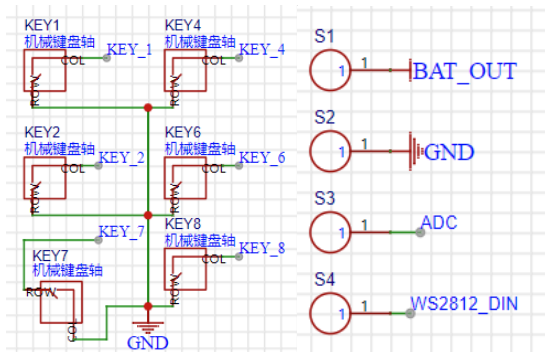 KEY1
机械键盘轴
COL
KEY_1
ROW
KEY4
机械键盘轴
COL
KEY_4
ROW
KEY2
机械键盘轴
COL
KEY_2
ROW
KEY6
机械键盘轴
COL
KEY_6
ROW
KEY_7
KEY7
机械键盘轴
ROW
COL
KEY8
机械键盘轴
COL
KEY_8
ROW
GND
S1
1
1
BAT_OUT
S2
1
1
GND
S3
1
1
ADC
S4
1
1
WS2812_DIN